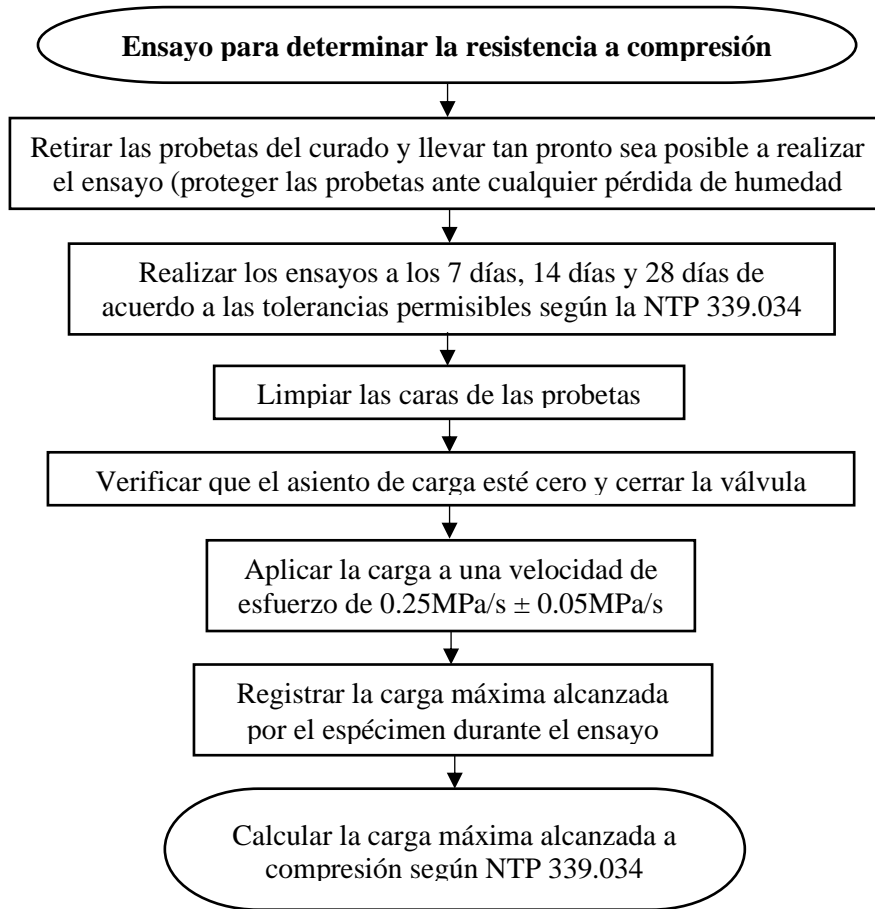 Ensayo para determinar la resistencia a compresión
Retirar las probetas del curado y llevar tan pronto sea posible a realizar
el ensayo (proteger las probetas ante cualquier pérdida de humedad
Realizar los ensayos a los 7 días, 14 días y 28 días de
acuerdo a las tolerancias permisibles según la NTP 339.034
Limpiar las caras de las probetas
Verificar que el asiento de carga esté cero y cerrar la válvula
Aplicar la carga a una velocidad de
esfuerzo de 0.25MPa/s ± 0.05MPa/s
Registrar la carga máxima alcanzada
por el espécimen durante el ensayo
Calcular la carga máxima alcanzada a
compresión según NTP 339.034